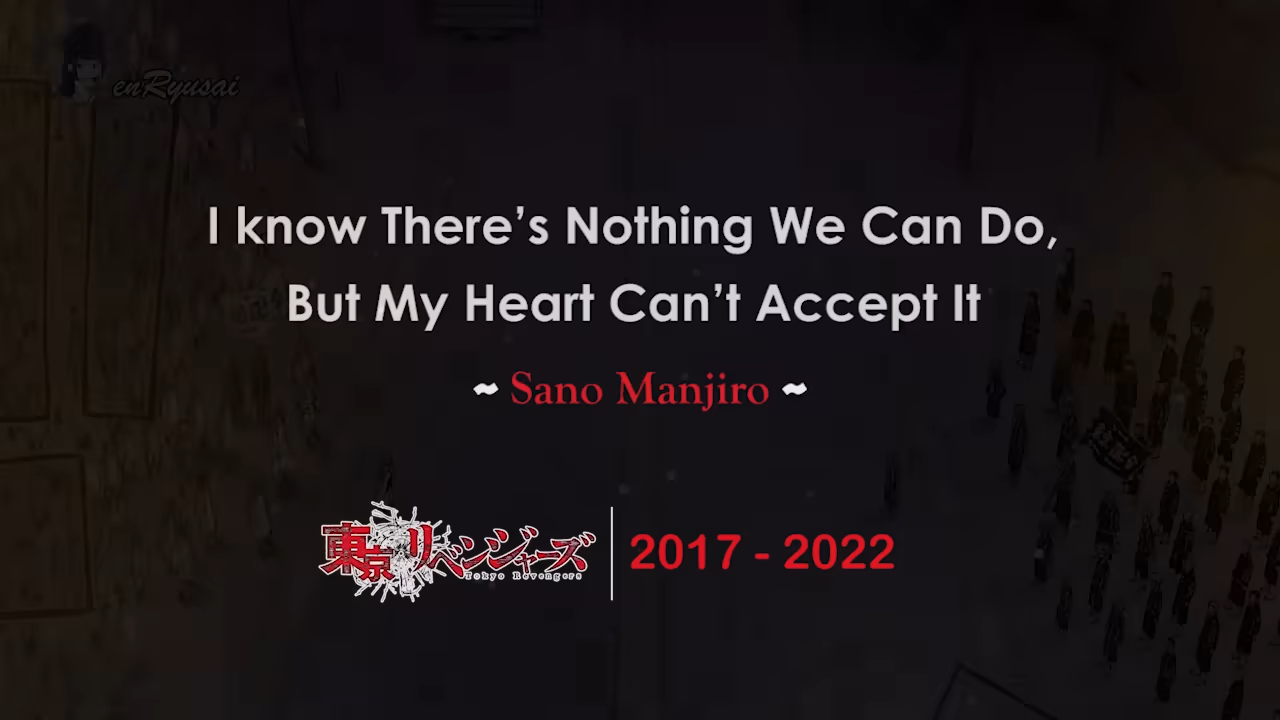 enRyusai
I know There’s Nothing We Can Do,
But My Heart Can’t Accept It
~ Sano Manjiro ~
東京リベンジャーズ
Tokyo Revengers
2017 - 2022